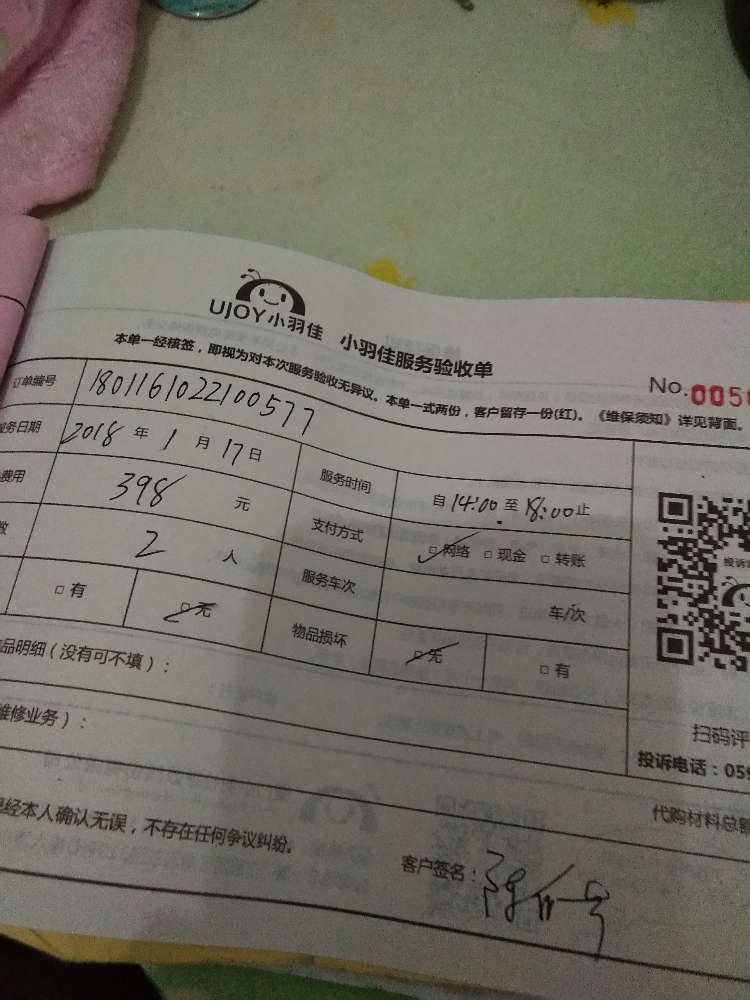 UJOY小羽佳 小羽佳服务验收单
本单一经核签，即视为对本次服务验收无异议。本单一式两份，客户留存一份(红)。《维保须知》详见背面。
No.005
订单编号 1801161022100577
服务日期 2018 年 1 月 17 日 服务时间 自 14:00 至 18:00 止
费用 398 元 支付方式 □网络 □现金 □转账
数 2 人 服务车次 车/次
□有 □无 物品损坏 □无 □有
品明细（没有可不填）：
维修业务）：
投诉
扫码评
投诉电话：059
代购材料总额
已经本人确认无误，不存在任何争议纠纷。
客户签名：